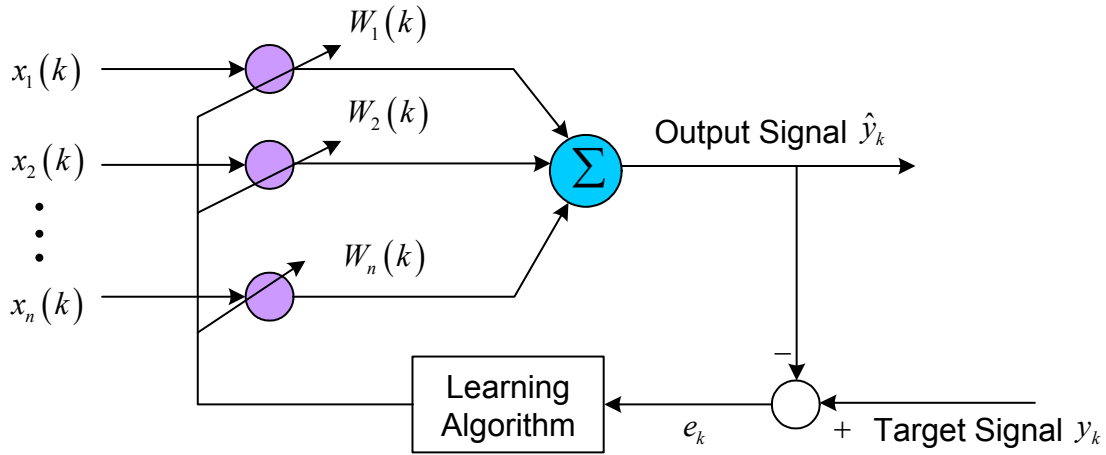 W₁(k)
x₁(k)
W₂(k)
Output Signal ŷₖ
x₂(k)
Σ
Wₙ(k)
xₙ(k)
−
Learning
Algorithm
eₖ
+
Target Signal yₖ